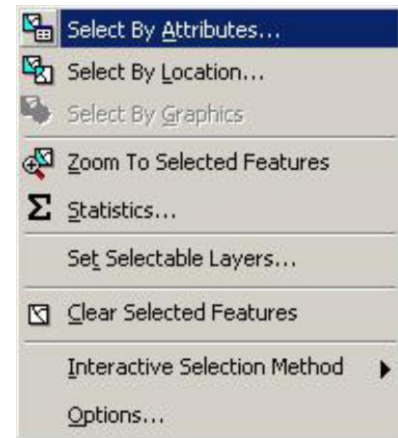 Select By Attributes...
Select By Location...
Select By Graphics
Zoom To Selected Features
Σ Statistics...
Set Selectable Layers...
Clear Selected Features
Interactive Selection Method
Options...